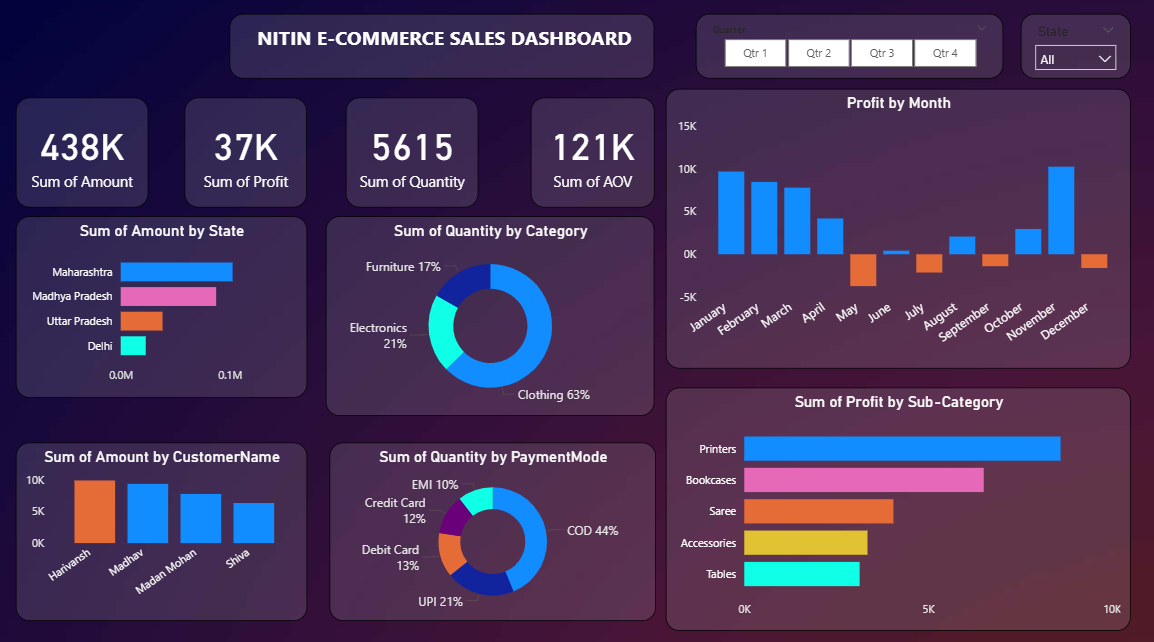 NITIN E-COMMERCE SALES DASHBOARD
Quarter
Qtr 1
Qtr 2
Qtr 3
Qtr 4
State
All
438K
Sum of Amount
37K
Sum of Profit
5615
Sum of Quantity
121K
Sum of AOV
Profit by Month
15K
10K
5K
0K
-5K
January
February
March
April
May
June
July
August
September
October
November
December
Sum of Amount by State
Maharashtra
Madhya Pradesh
Uttar Pradesh
Delhi
0.0M
0.1M
Sum of Quantity by Category
Furniture 17%
Electronics
21%
Clothing 63%
Sum of Profit by Sub-Category
Printers
Bookcases
Saree
Accessories
Tables
0K
5K
10K
Sum of Amount by CustomerName
10K
5K
0K
Harivansh
Madhav
Madan Mohan
Shiva
Sum of Quantity by PaymentMode
EMI 10%
Credit Card
12%
Debit Card
13%
UPI 21%
COD 44%